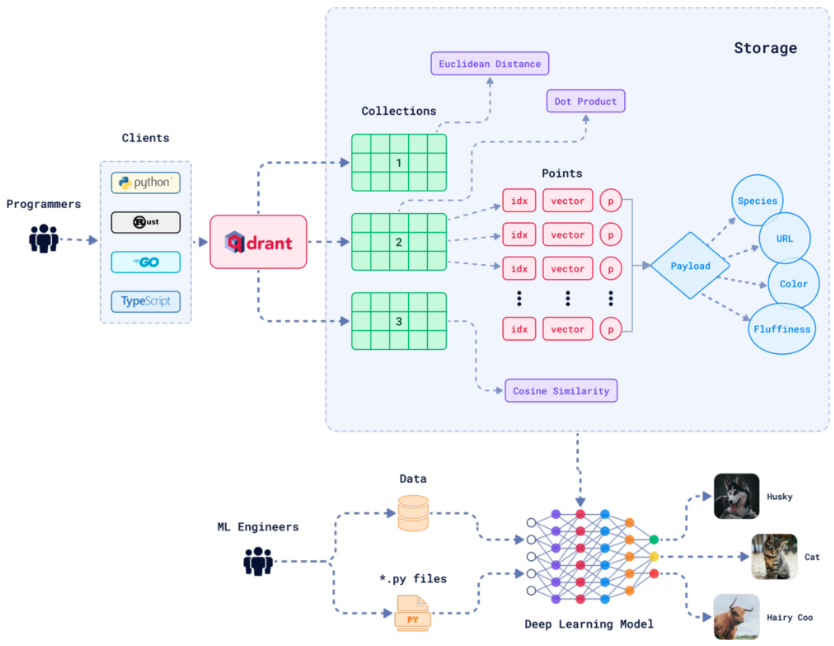 Storage
Euclidean Distance
Dot Product
Collections
Clients
Points
python
Programmers
Rust
GO
TypeScript
qdrant
1
2
3
idx vector p
idx vector p
idx vector p
idx vector p
Payload
Species
URL
Color
Fluffiness
Cosine Similarity
Data
ML Engineers
*.py files
PY
Deep Learning Model
Husky
Cat
Hairy Coo